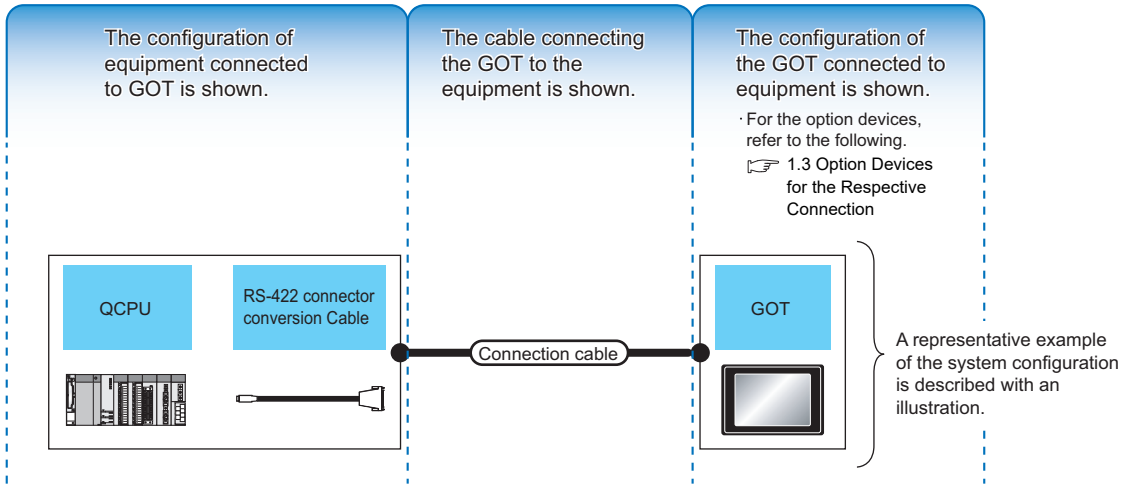 The configuration of
equipment connected
to GOT is shown.
The cable connecting
the GOT to the
equipment is shown.
The configuration of
the GOT connected to
equipment is shown.
· For the option devices,
refer to the following.
1.3 Option Devices
for the Respective
Connection
QCPU
RS-422 connector
conversion Cable
Connection cable
GOT
A representative example
of the system configuration
is described with an
illustration.